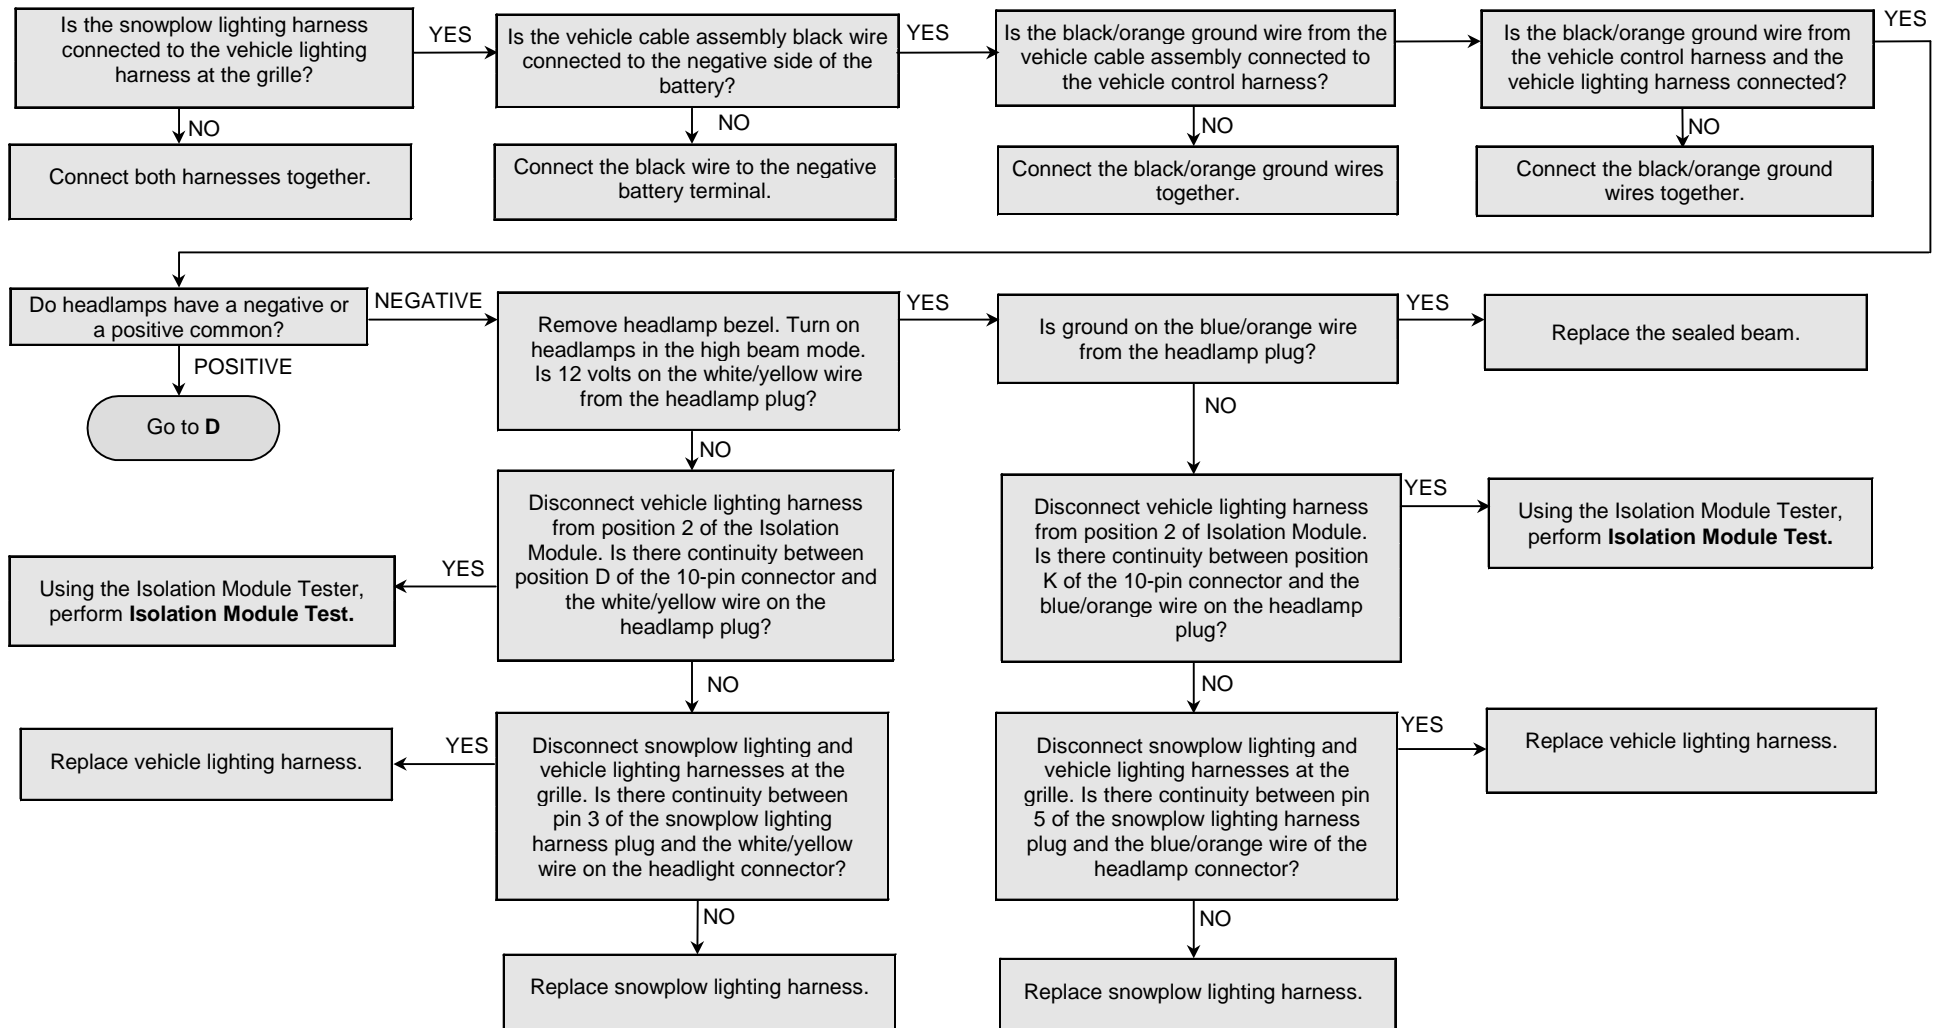 Is the snowplow lighting harness
connected to the vehicle lighting
harness at the grille?
YES
Is the vehicle cable assembly black wire
connected to the negative side of the
battery?
YES
Is the black/orange ground wire from the
vehicle cable assembly connected to
the vehicle control harness?
Is the black/orange ground wire from
the vehicle control harness and the
vehicle lighting harness connected?
YES
NO
NO
NO
NO
Connect both harnesses together.
Connect the black wire to the negative
battery terminal.
Connect the black/orange ground wires
together.
Connect the black/orange ground
wires together.
Do headlamps have a negative or
a positive common?
NEGATIVE
POSITIVE
Go to D
Remove headlamp bezel. Turn on
headlamps in the high beam mode.
Is 12 volts on the white/yellow wire
from the headlamp plug?
YES
Is ground on the blue/orange wire
from the headlamp plug?
YES
Replace the sealed beam.
NO
NO
Disconnect vehicle lighting harness
from position 2 of the Isolation
Module. Is there continuity between
position D of the 10-pin connector and
the white/yellow wire on the
headlamp plug?
YES
Using the Isolation Module Tester,
perform Isolation Module Test.
Disconnect vehicle lighting harness
from position 2 of Isolation Module.
Is there continuity between position
K of the 10-pin connector and the
blue/orange wire on the headlamp
plug?
YES
Using the Isolation Module Tester,
perform Isolation Module Test.
NO
NO
Disconnect snowplow lighting and
vehicle lighting harnesses at the
grille. Is there continuity between
pin 3 of the snowplow lighting
harness plug and the white/yellow
wire on the headlight connector?
YES
Replace vehicle lighting harness.
Disconnect snowplow lighting and
vehicle lighting harnesses at the
grille. Is there continuity between pin
5 of the snowplow lighting harness
plug and the blue/orange wire of the
headlamp connector?
YES
Replace vehicle lighting harness.
NO
NO
Replace snowplow lighting harness.
Replace snowplow lighting harness.